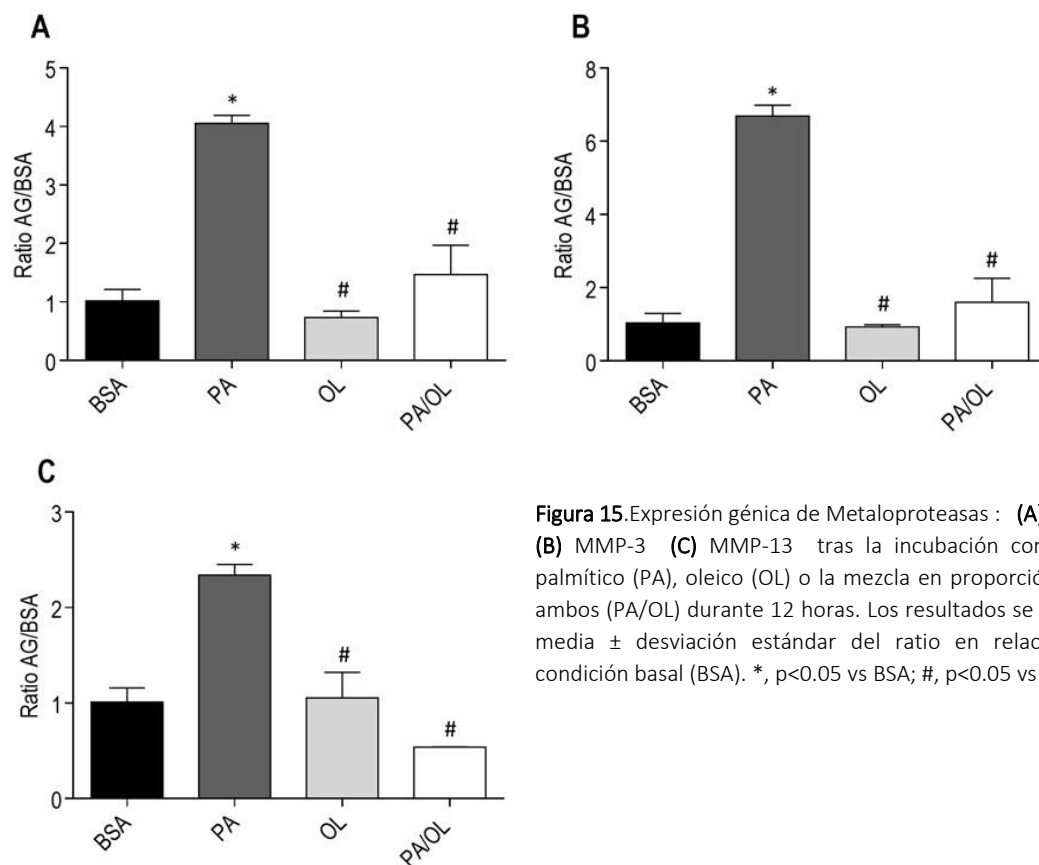 A
5
4
3
2
1
0
Ratio AG/BSA
*
#
#
BSA
PA
OL
PA/OL
B
8
6
4
2
0
Ratio AG/BSA
*
#
#
BSA
PA
OL
PA/OL
C
3
2
1
0
Ratio AG/BSA
*
#
#
BSA
PA
OL
PA/OL
Figura 15.Expresión génica de Metaloproteasas : (A)
(B) MMP-3 (C) MMP-13 tras la incubación con
palmítico (PA), oleico (OL) o la mezcla en proporció
ambos (PA/OL) durante 12 horas. Los resultados se
media ± desviación estándar del ratio en relac
condición basal (BSA). *, p<0.05 vs BSA; #, p<0.05 vs